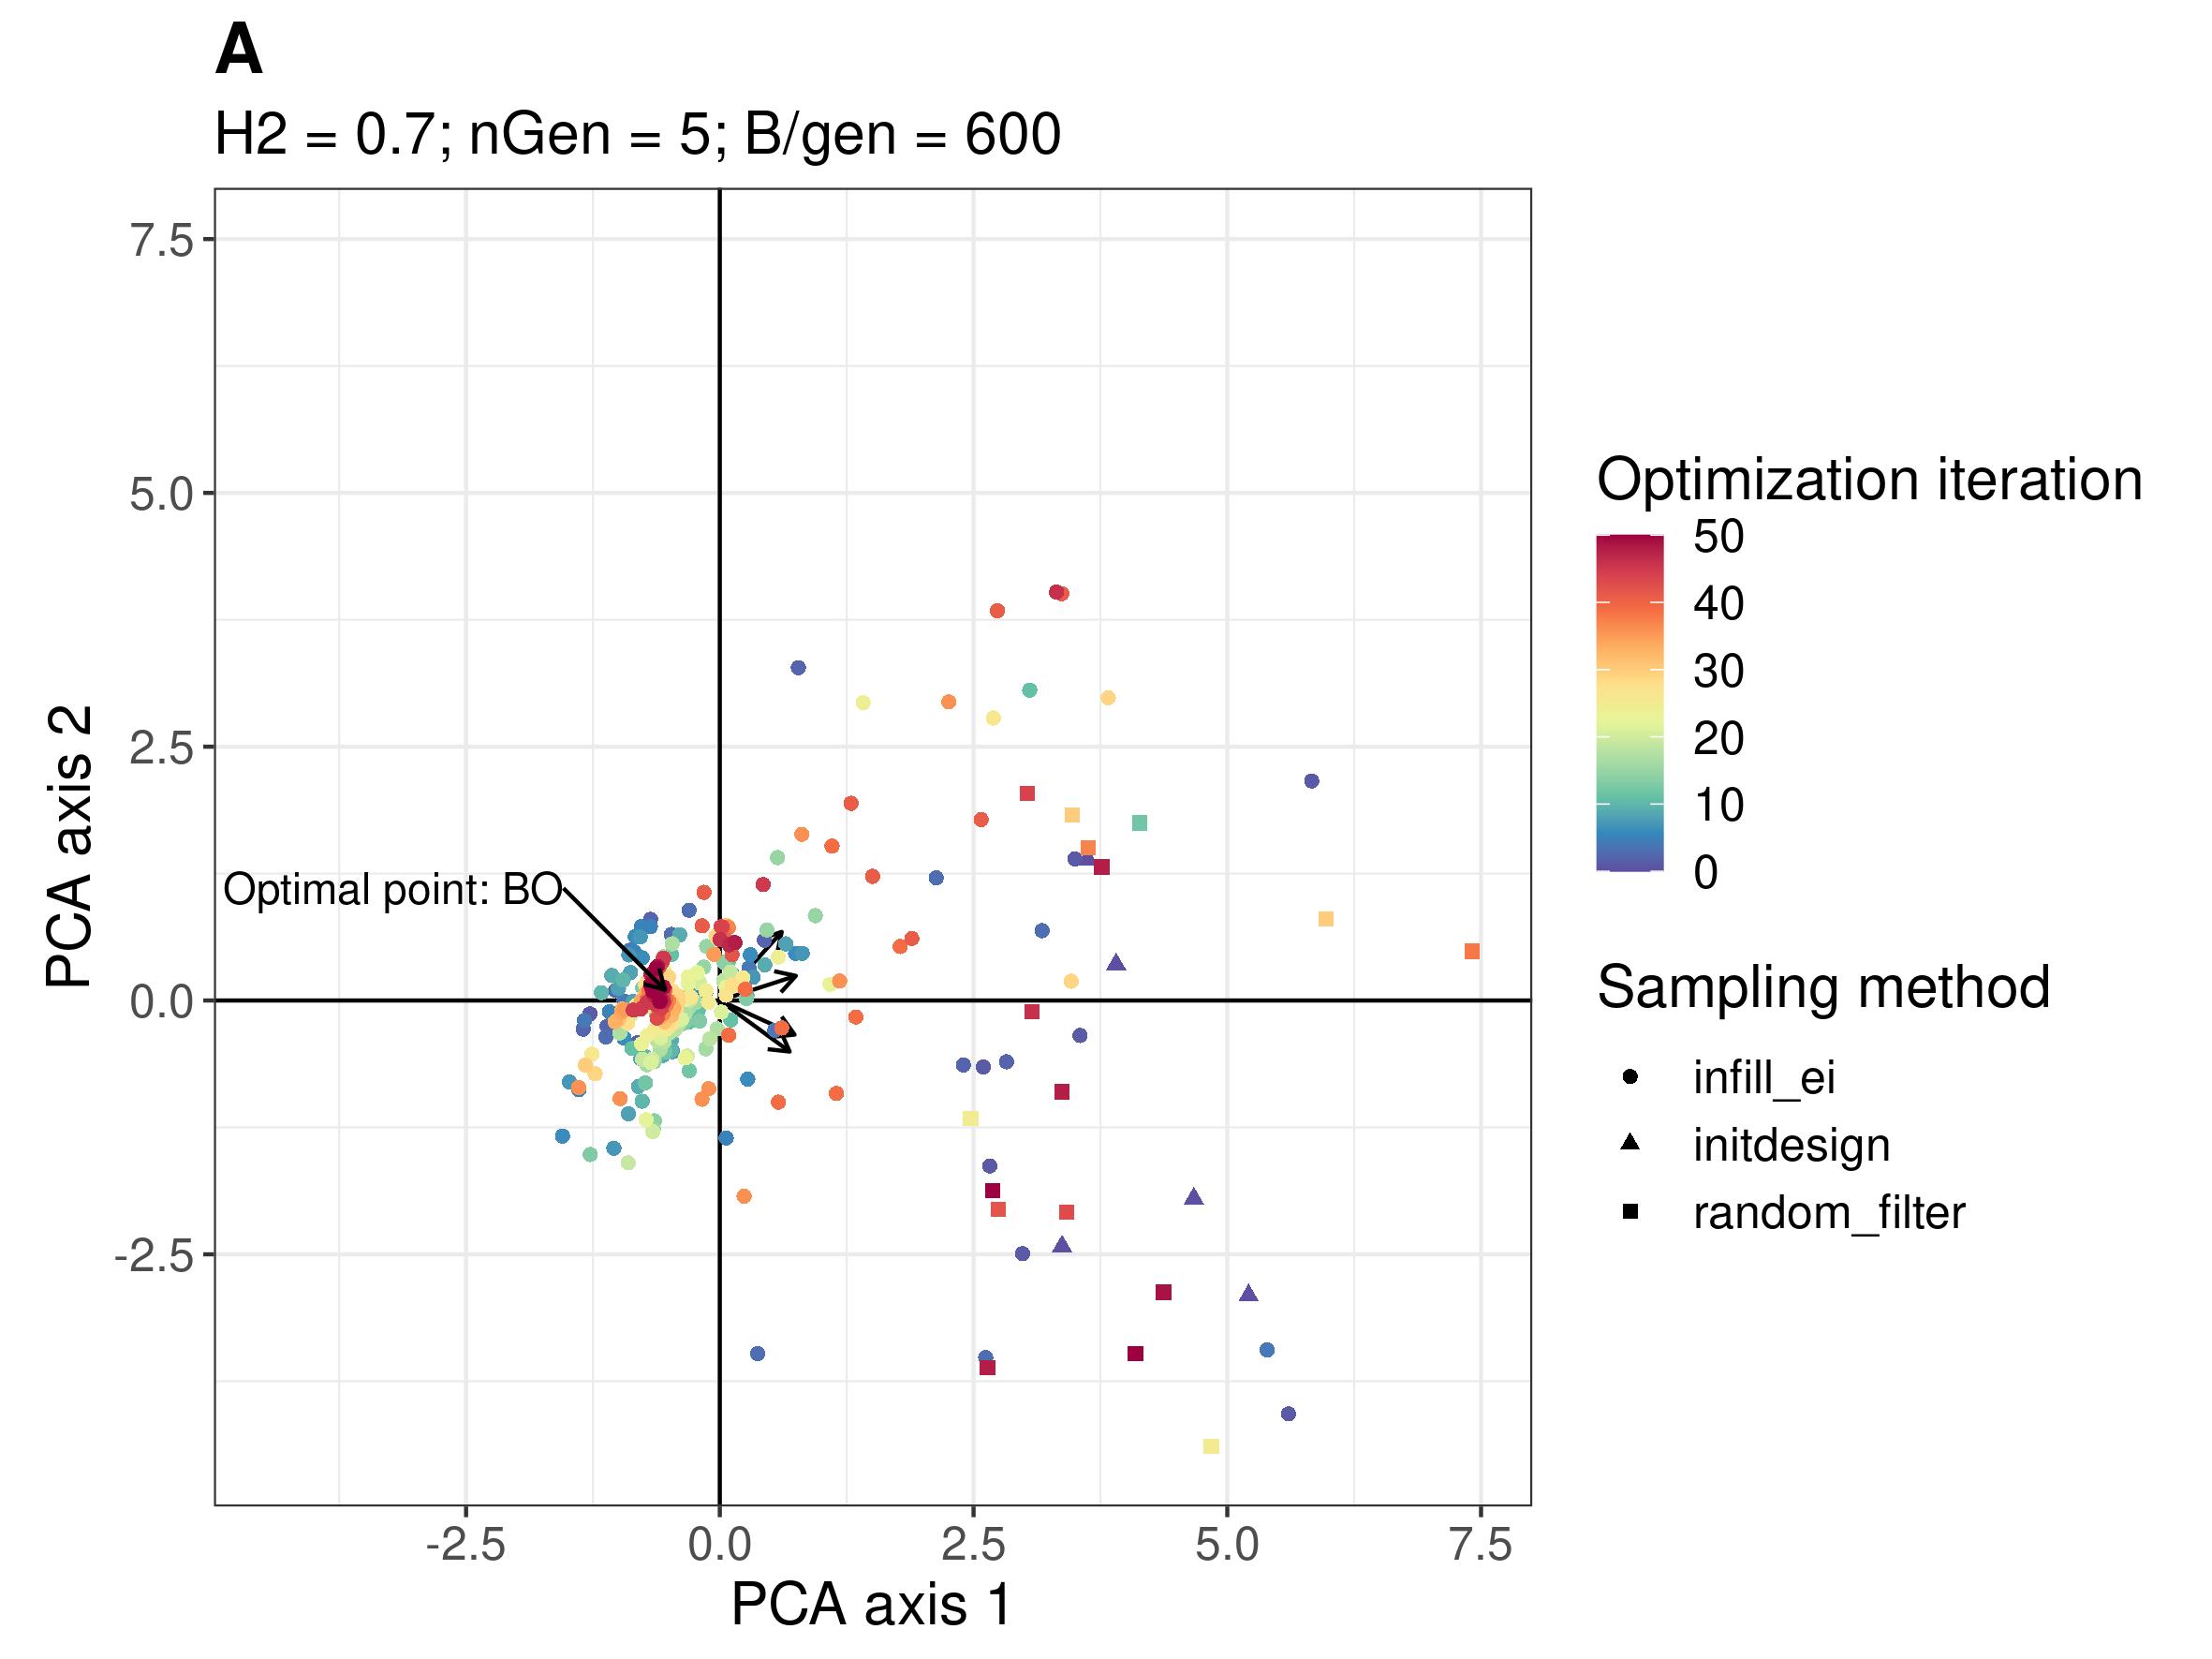 A
H2 = 0.7; nGen = 5; B/gen = 600
7.5
5.0
2.5
0.0
-2.5
PCA axis 2
Optimal point: BO
-2.5
0.0
2.5
5.0
7.5
PCA axis 1
Optimization iteration
50
40
30
20
10
0
Sampling method
infill_ei
initdesign
random_filter